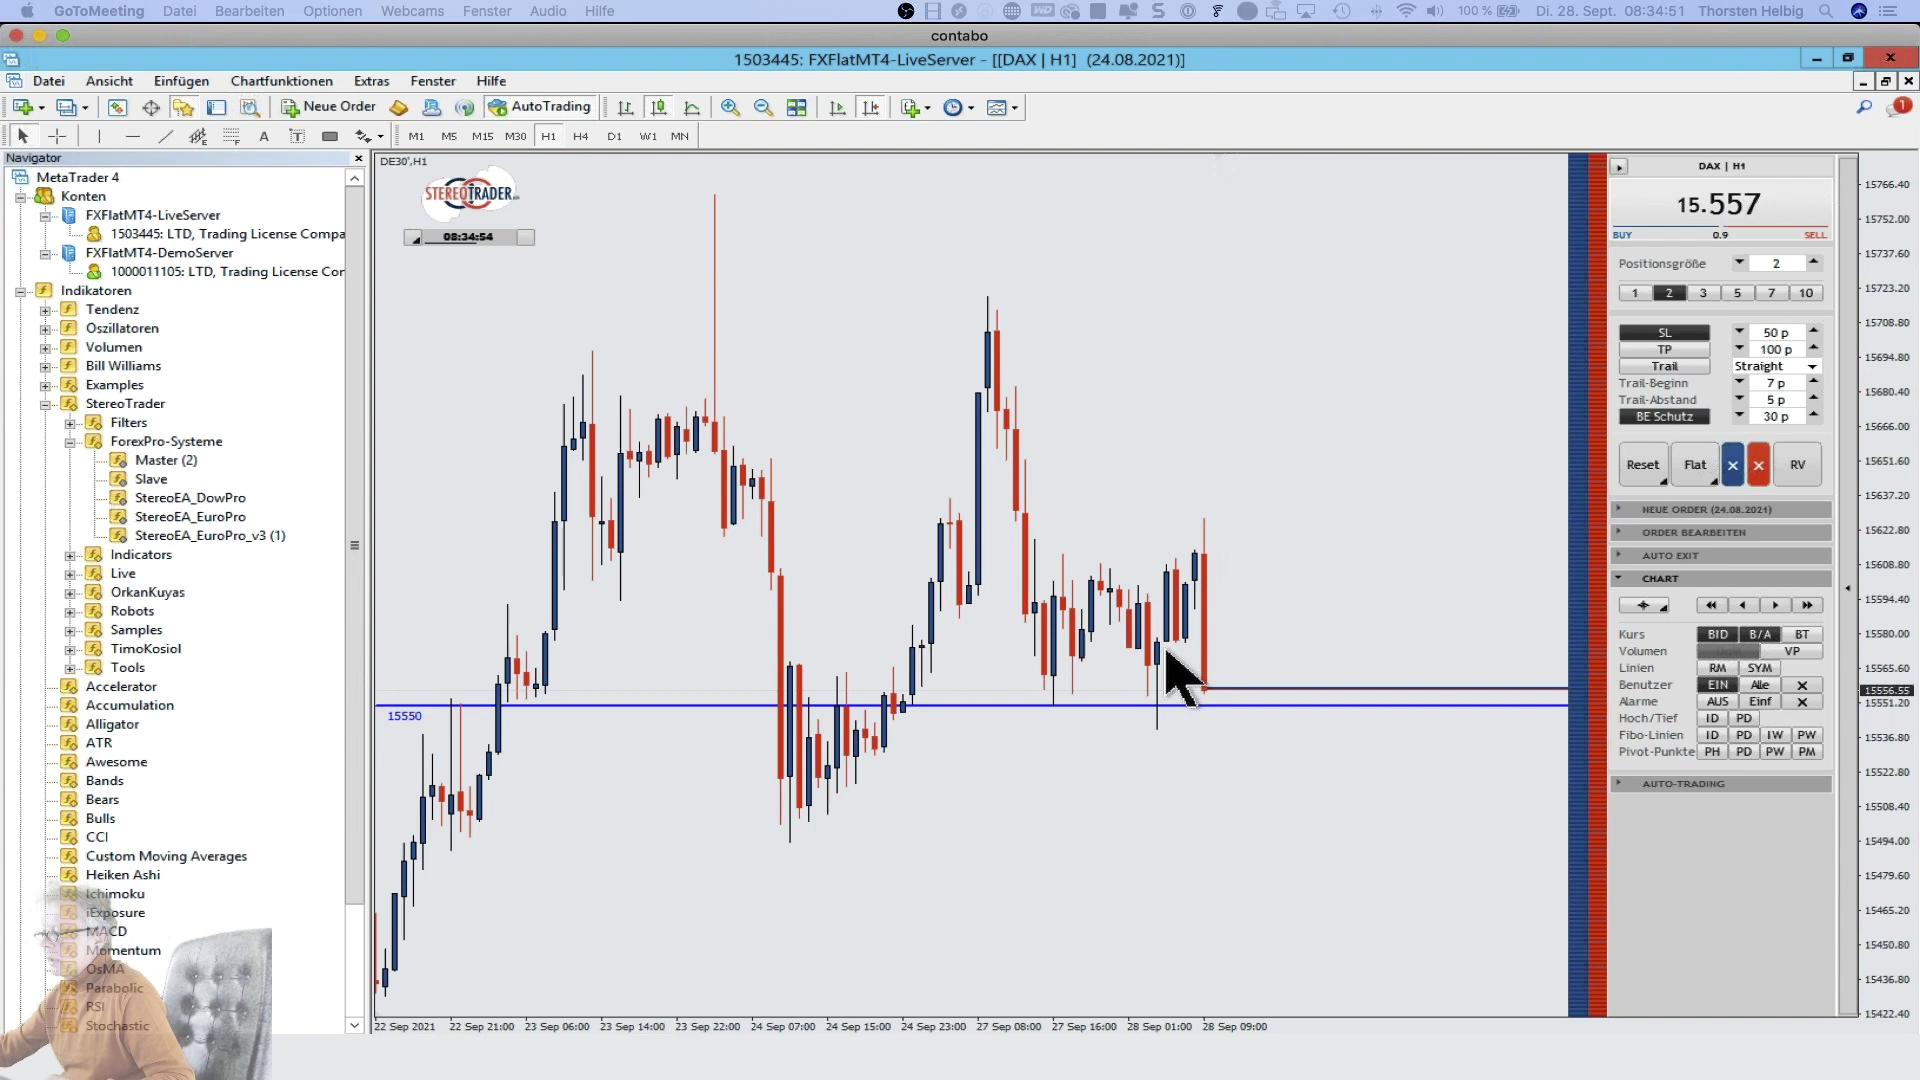 GoToMeeting Datei Bearbeiten Optionen Webcams Fenster Audio Hilfe 100 % Di. 28. Sept. 08:34:51 Thorsten Helbig
contabo
1503445: FXFlatMT4-LiveServer - [[DAX | H1] (24.08.2021)]
Datei Ansicht Einfügen Chartfunktionen Extras Fenster Hilfe
Neue Order AutoTrading 1
A T M1 M5 M15 M30 H1 H4 D1 W1 MN
Navigator
MetaTrader 4
Konten
FXFlatMT4-LiveServer
1503445: LTD, Trading License Compa
FXFlatMT4-DemoServer
1000011105: LTD, Trading License Cor
Indikatoren
Tendenz
Oszillatoren
Volumen
Bill Williams
Examples
StereoTrader
Filters
ForexPro-Systeme
Master (2)
Slave
StereoEA_DowPro
StereoEA_EuroPro
StereoEA_EuroPro_v3 (1)
Indicators
Live
OrkanKuyas
Robots
Samples
TimoKosiol
Tools
Accelerator
Accumulation
Alligator
ATR
Awesome
Bands
Bears
Bulls
CCI
Custom Moving Averages
Heiken Ashi
Ichimoku
iExposure
MACD
Momentum
OsMA
Parabolic
RSI
Stochastic
DE30',H1
STEREOTRADER
08:34:54
15550
22 Sep 2021 22 Sep 21:00 23 Sep 06:00 23 Sep 14:00 23 Sep 22:00 24 Sep 07:00 24 Sep 15:00 24 Sep 23:00 27 Sep 08:00 27 Sep 16:00 28 Sep 01:00 28 Sep 09:00
DAX | H1
15.557
BUY 0.9 SELL
Positionsgröße 2
1 2 3 5 7 10
SL 50 p
TP 100 p
Trail Straight
Trail-Beginn 7 p
Trail-Abstand 5 p
BE Schutz 30 p
Reset Flat × × RV
NEUE ORDER (24.08.2021)
ORDER BEARBEITEN
AUTO EXIT
CHART
Kurs BID B/A BT
Volumen VP
Linien RM SYM
Benutzer EIN Alle
Alarme AUS Einf
Hoch/Tief ID PD
Fibo-Linien ID PD IW PW
Pivot-Punkte PH PD PW PM
AUTO-TRADING
15766.40
15752.00
15737.60
15723.20
15708.80
15694.80
15680.40
15666.00
15651.60
15637.20
15622.80
15608.80
15594.40
15580.00
15565.60
15556.55
15551.20
15536.80
15522.80
15508.40
15494.00
15479.60
15465.20
15450.80
15436.80
15422.40